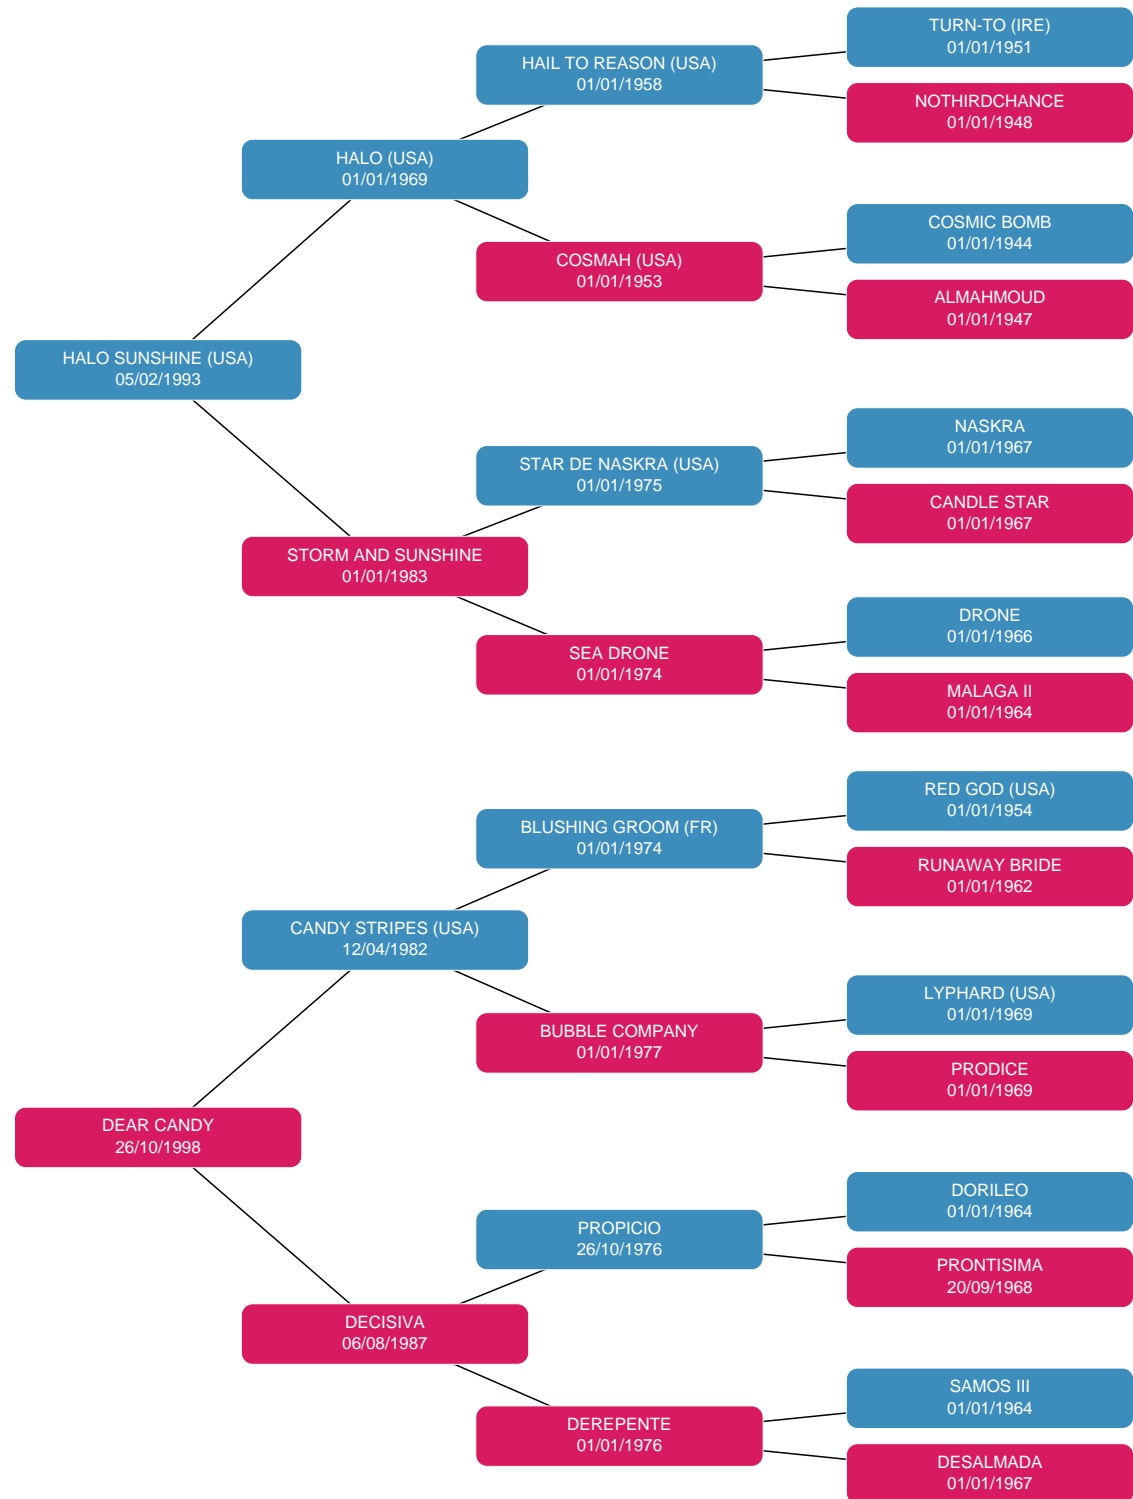 TURN-TO (IRE)
01/01/1951
HAIL TO REASON (USA)
01/01/1958
NOTHIRDCHANCE
01/01/1948
HALO (USA)
01/01/1969
COSMIC BOMB
01/01/1944
COSMAH (USA)
01/01/1953
ALMAHMOUD
01/01/1947
HALO SUNSHINE (USA)
05/02/1993
NASKRA
01/01/1967
STAR DE NASKRA (USA)
01/01/1975
CANDLE STAR
01/01/1967
STORM AND SUNSHINE
01/01/1983
DRONE
01/01/1966
SEA DRONE
01/01/1974
MALAGA II
01/01/1964
RED GOD (USA)
01/01/1954
BLUSHING GROOM (FR)
01/01/1974
RUNAWAY BRIDE
01/01/1962
CANDY STRIPES (USA)
12/04/1982
LYPHARD (USA)
01/01/1969
BUBBLE COMPANY
01/01/1977
PRODICE
01/01/1969
DEAR CANDY
26/10/1998
DORILEO
01/01/1964
PROPICIO
26/10/1976
PRONTISIMA
20/09/1968
DECISIVA
06/08/1987
SAMOS III
01/01/1964
DEREPENTE
01/01/1976
DESALMADA
01/01/1967